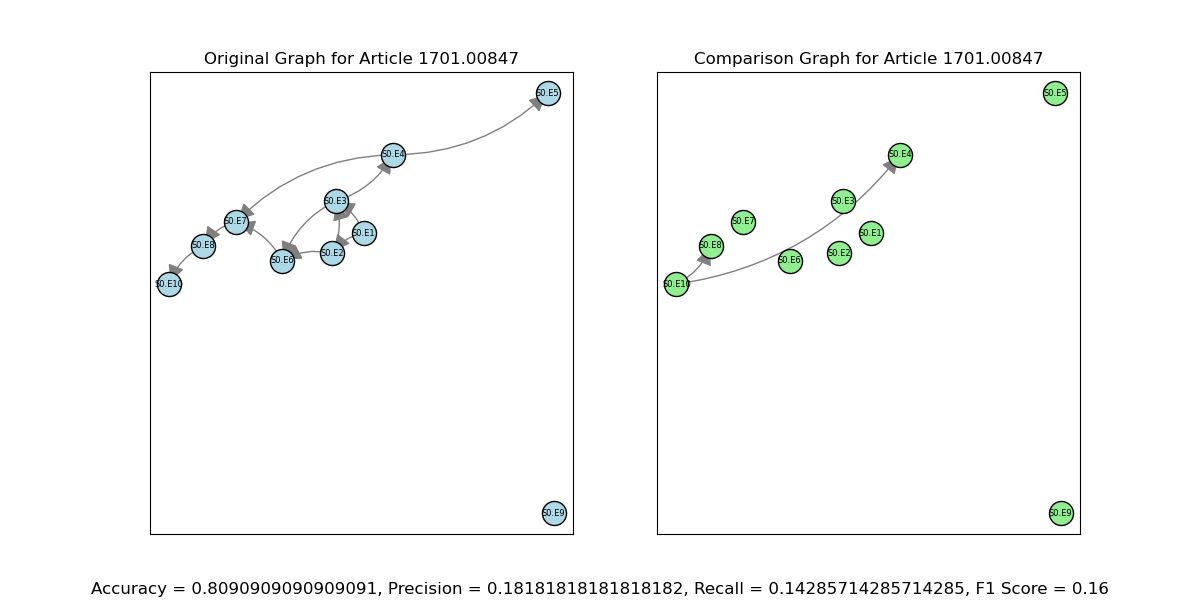 Original Graph for Article 1701.00847
S0.E5
S0.E4
S0.E3
S0.E7
S0.E1
S0.E8
S0.E2
S0.E6
S0.E10
S0.E9
Comparison Graph for Article 1701.00847
S0.E5
S0.E4
S0.E3
S0.E7
S0.E1
S0.E8
S0.E2
S0.E6
S0.E10
S0.E9
Accuracy = 0.8090909090909091, Precision = 0.18181818181818182, Recall = 0.14285714285714285, F1 Score = 0.16